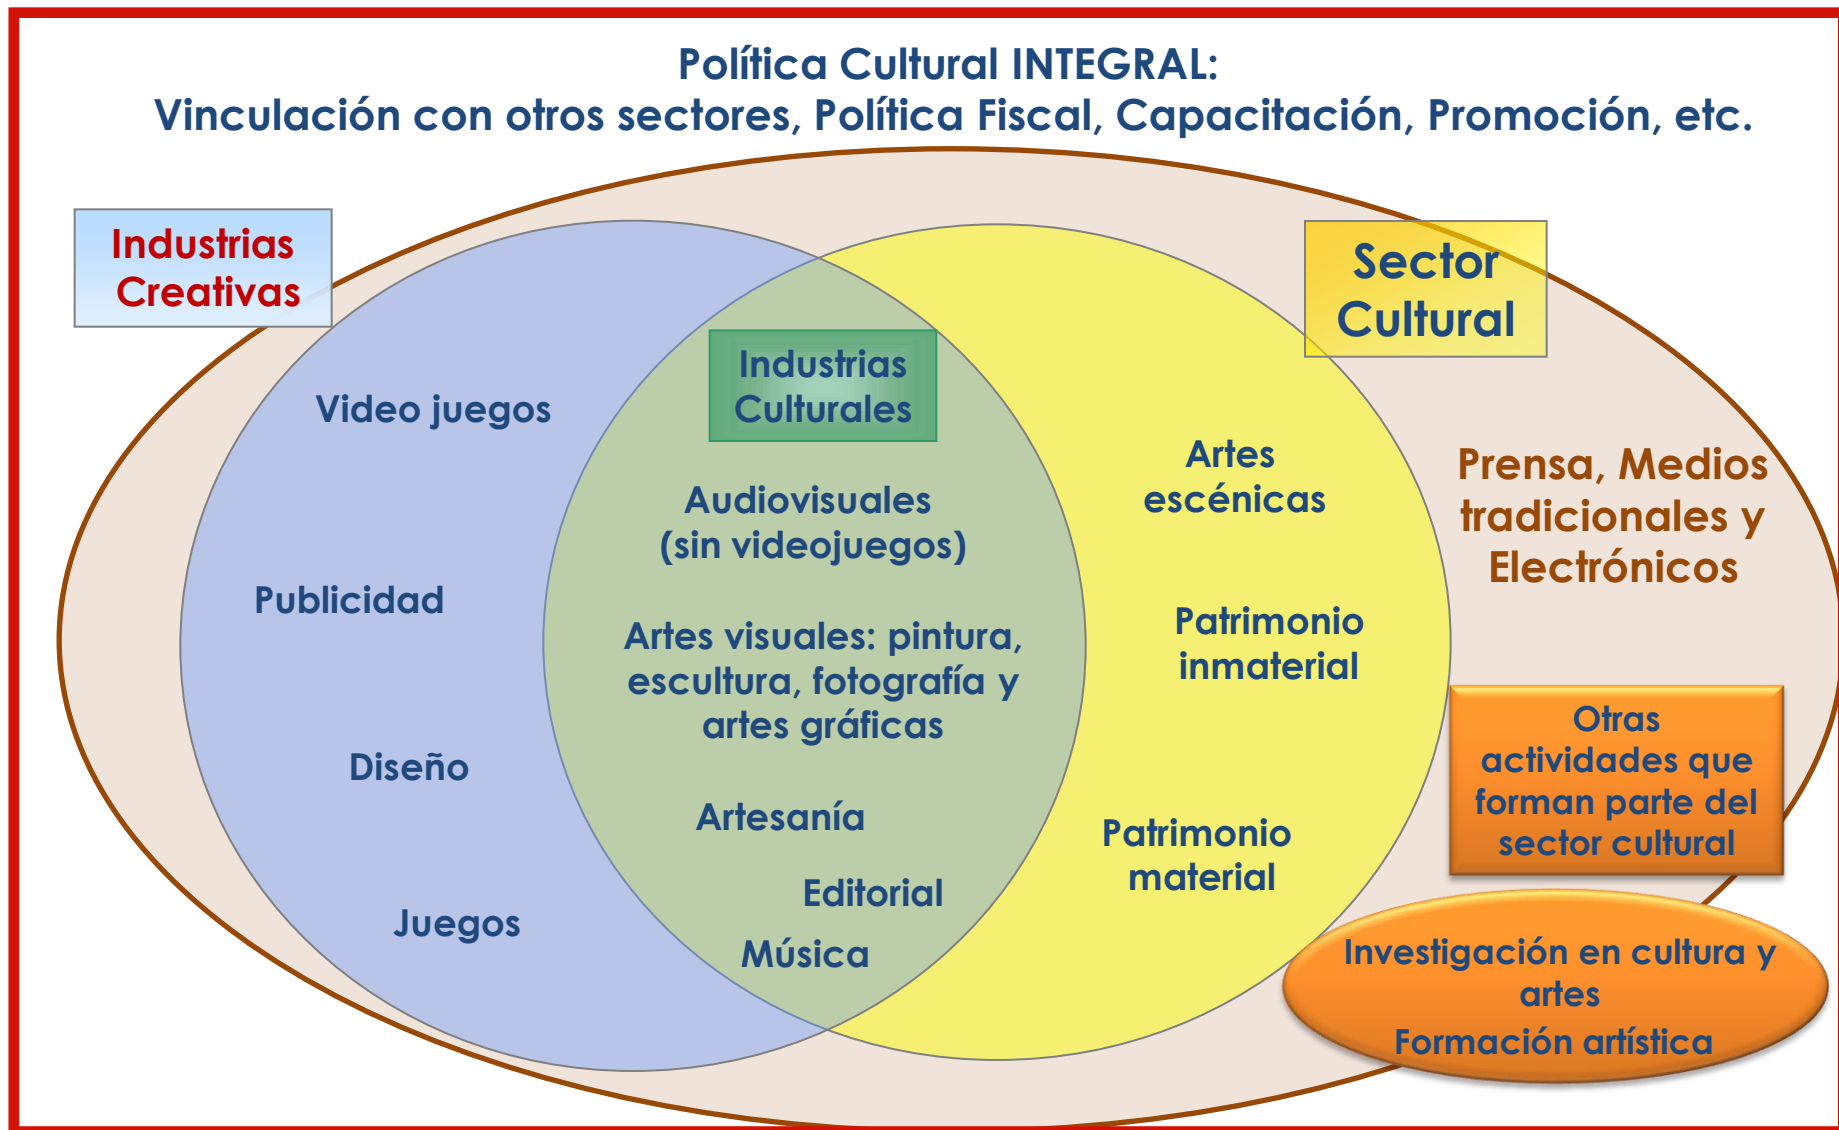 Política Cultural INTEGRAL:
Vinculación con otros sectores, Política Fiscal, Capacitación, Promoción, etc.
Industrias
Creativas
Sector
Cultural
Industrias
Culturales
Video juegos
Publicidad
Diseño
Juegos
Audiovisuales
(sin videojuegos)
Artes visuales: pintura,
escultura, fotografía y
artes gráficas
Artesanía
Editorial
Música
Artes
escénicas
Patrimonio
inmaterial
Patrimonio
material
Prensa, Medios
tradicionales y
Electrónicos
Otras
actividades que
forman parte del
sector cultural
Investigación en cultura y
artes
Formación artística